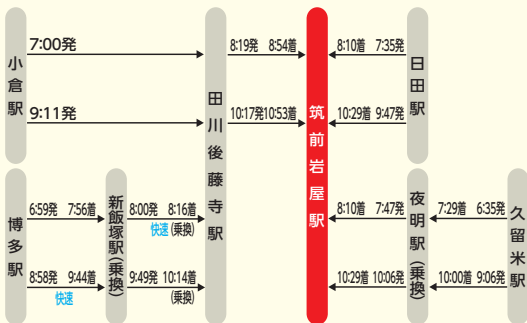 小倉駅
7:00発
9:11発
田川後藤寺駅
8:19発 8:54着
10:17発10:53着
筑前岩屋駅
8:10着 7:35発
10:29着 9:47発
日田駅
博多駅
6:59発 7:56着
8:58発 9:44着
快速
新飯塚駅(乗換)
8:00発 8:16着
快速 (乗換)
9:49発 10:14着
(乗換)
8:10着 7:47発
10:29着 10:06発
夜明駅(乗換)
7:29着 6:35発
10:00着 9:06発
久留米駅